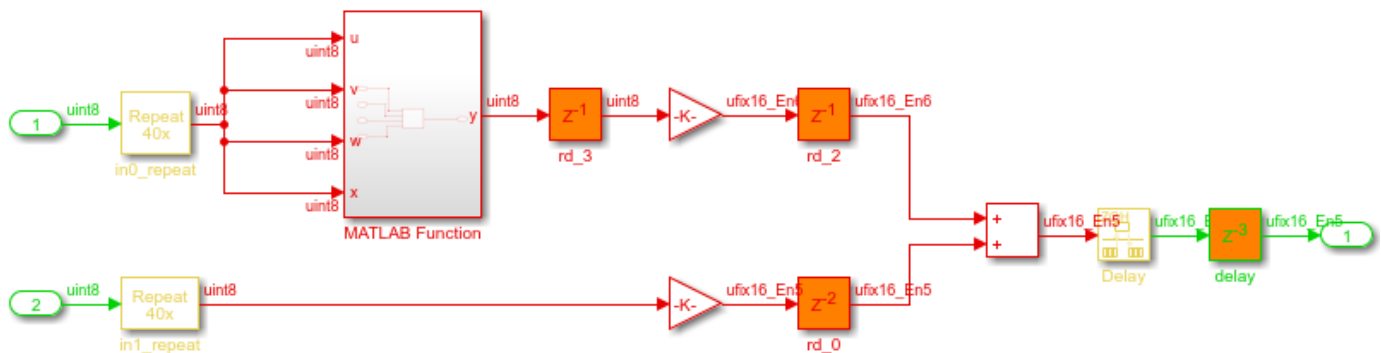 1
uint8
Repeat
40x
in0_repeat
uint8
uint8
uint8
uint8
uint8
u
v
w
x
y
MATLAB Function
uint8
Z-1
rd_3
uint8
-K-
ufix16_En6
Z-1
rd_2
ufix16_En6
2
uint8
Repeat
40x
in1_repeat
uint8
-K-
ufix16_En5
Z-2
rd_0
ufix16_En5
+
+
ufix16_En5
Delay
ufix16_E
Z-3
delay
ufix16_En5
1